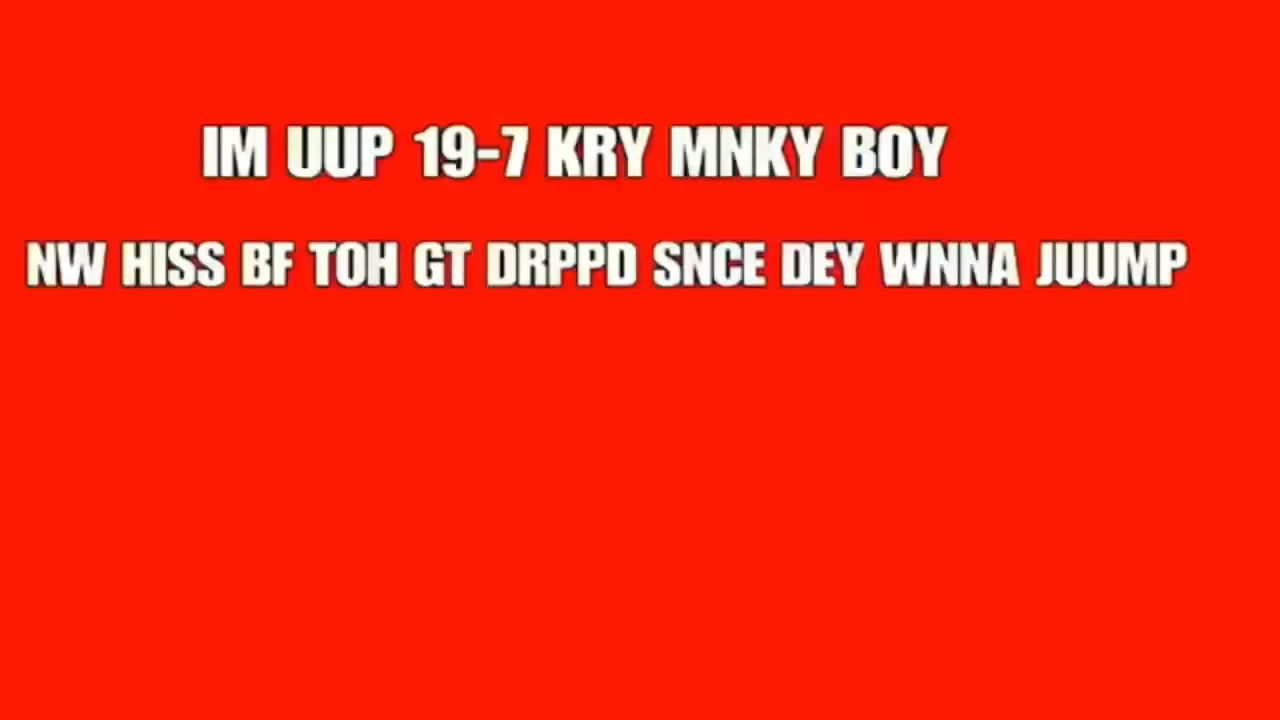 IM UUP 19-7 KRY MNKY BOY
NW HISS BF TOH GT DRPPD SNCE DEY WNNA JUUMP